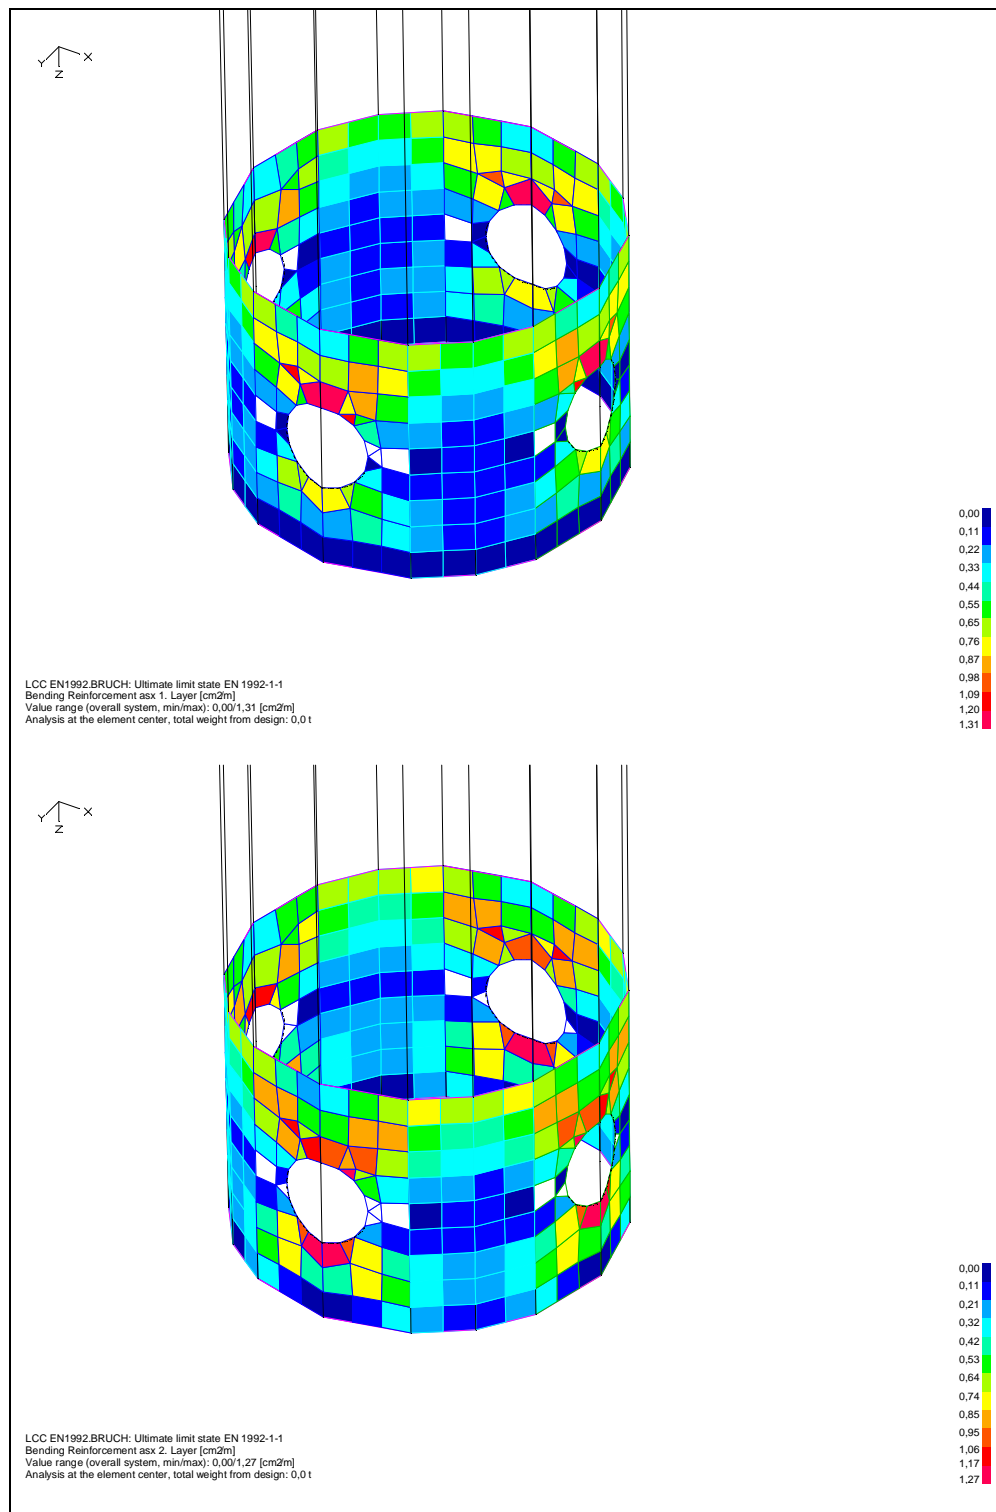 Y X
Z
0,00
0,11
0,22
0,33
0,44
0,55
0,65
0,76
0,87
0,98
1,09
1,20
1,31
LCC EN1992.BRUCH: Ultimate limit state EN 1992-1-1
Bending Reinforcement asx 1. Layer [cm2/m]
Value range (overall system, min/max): 0,00/1,31 [cm2/m]
Analysis at the element center, total weight from design: 0,0 t
Y X
Z
0,00
0,11
0,21
0,32
0,42
0,53
0,64
0,74
0,85
0,95
1,06
1,17
1,27
LCC EN1992.BRUCH: Ultimate limit state EN 1992-1-1
Bending Reinforcement asx 2. Layer [cm2/m]
Value range (overall system, min/max): 0,00/1,27 [cm2/m]
Analysis at the element center, total weight from design: 0,0 t